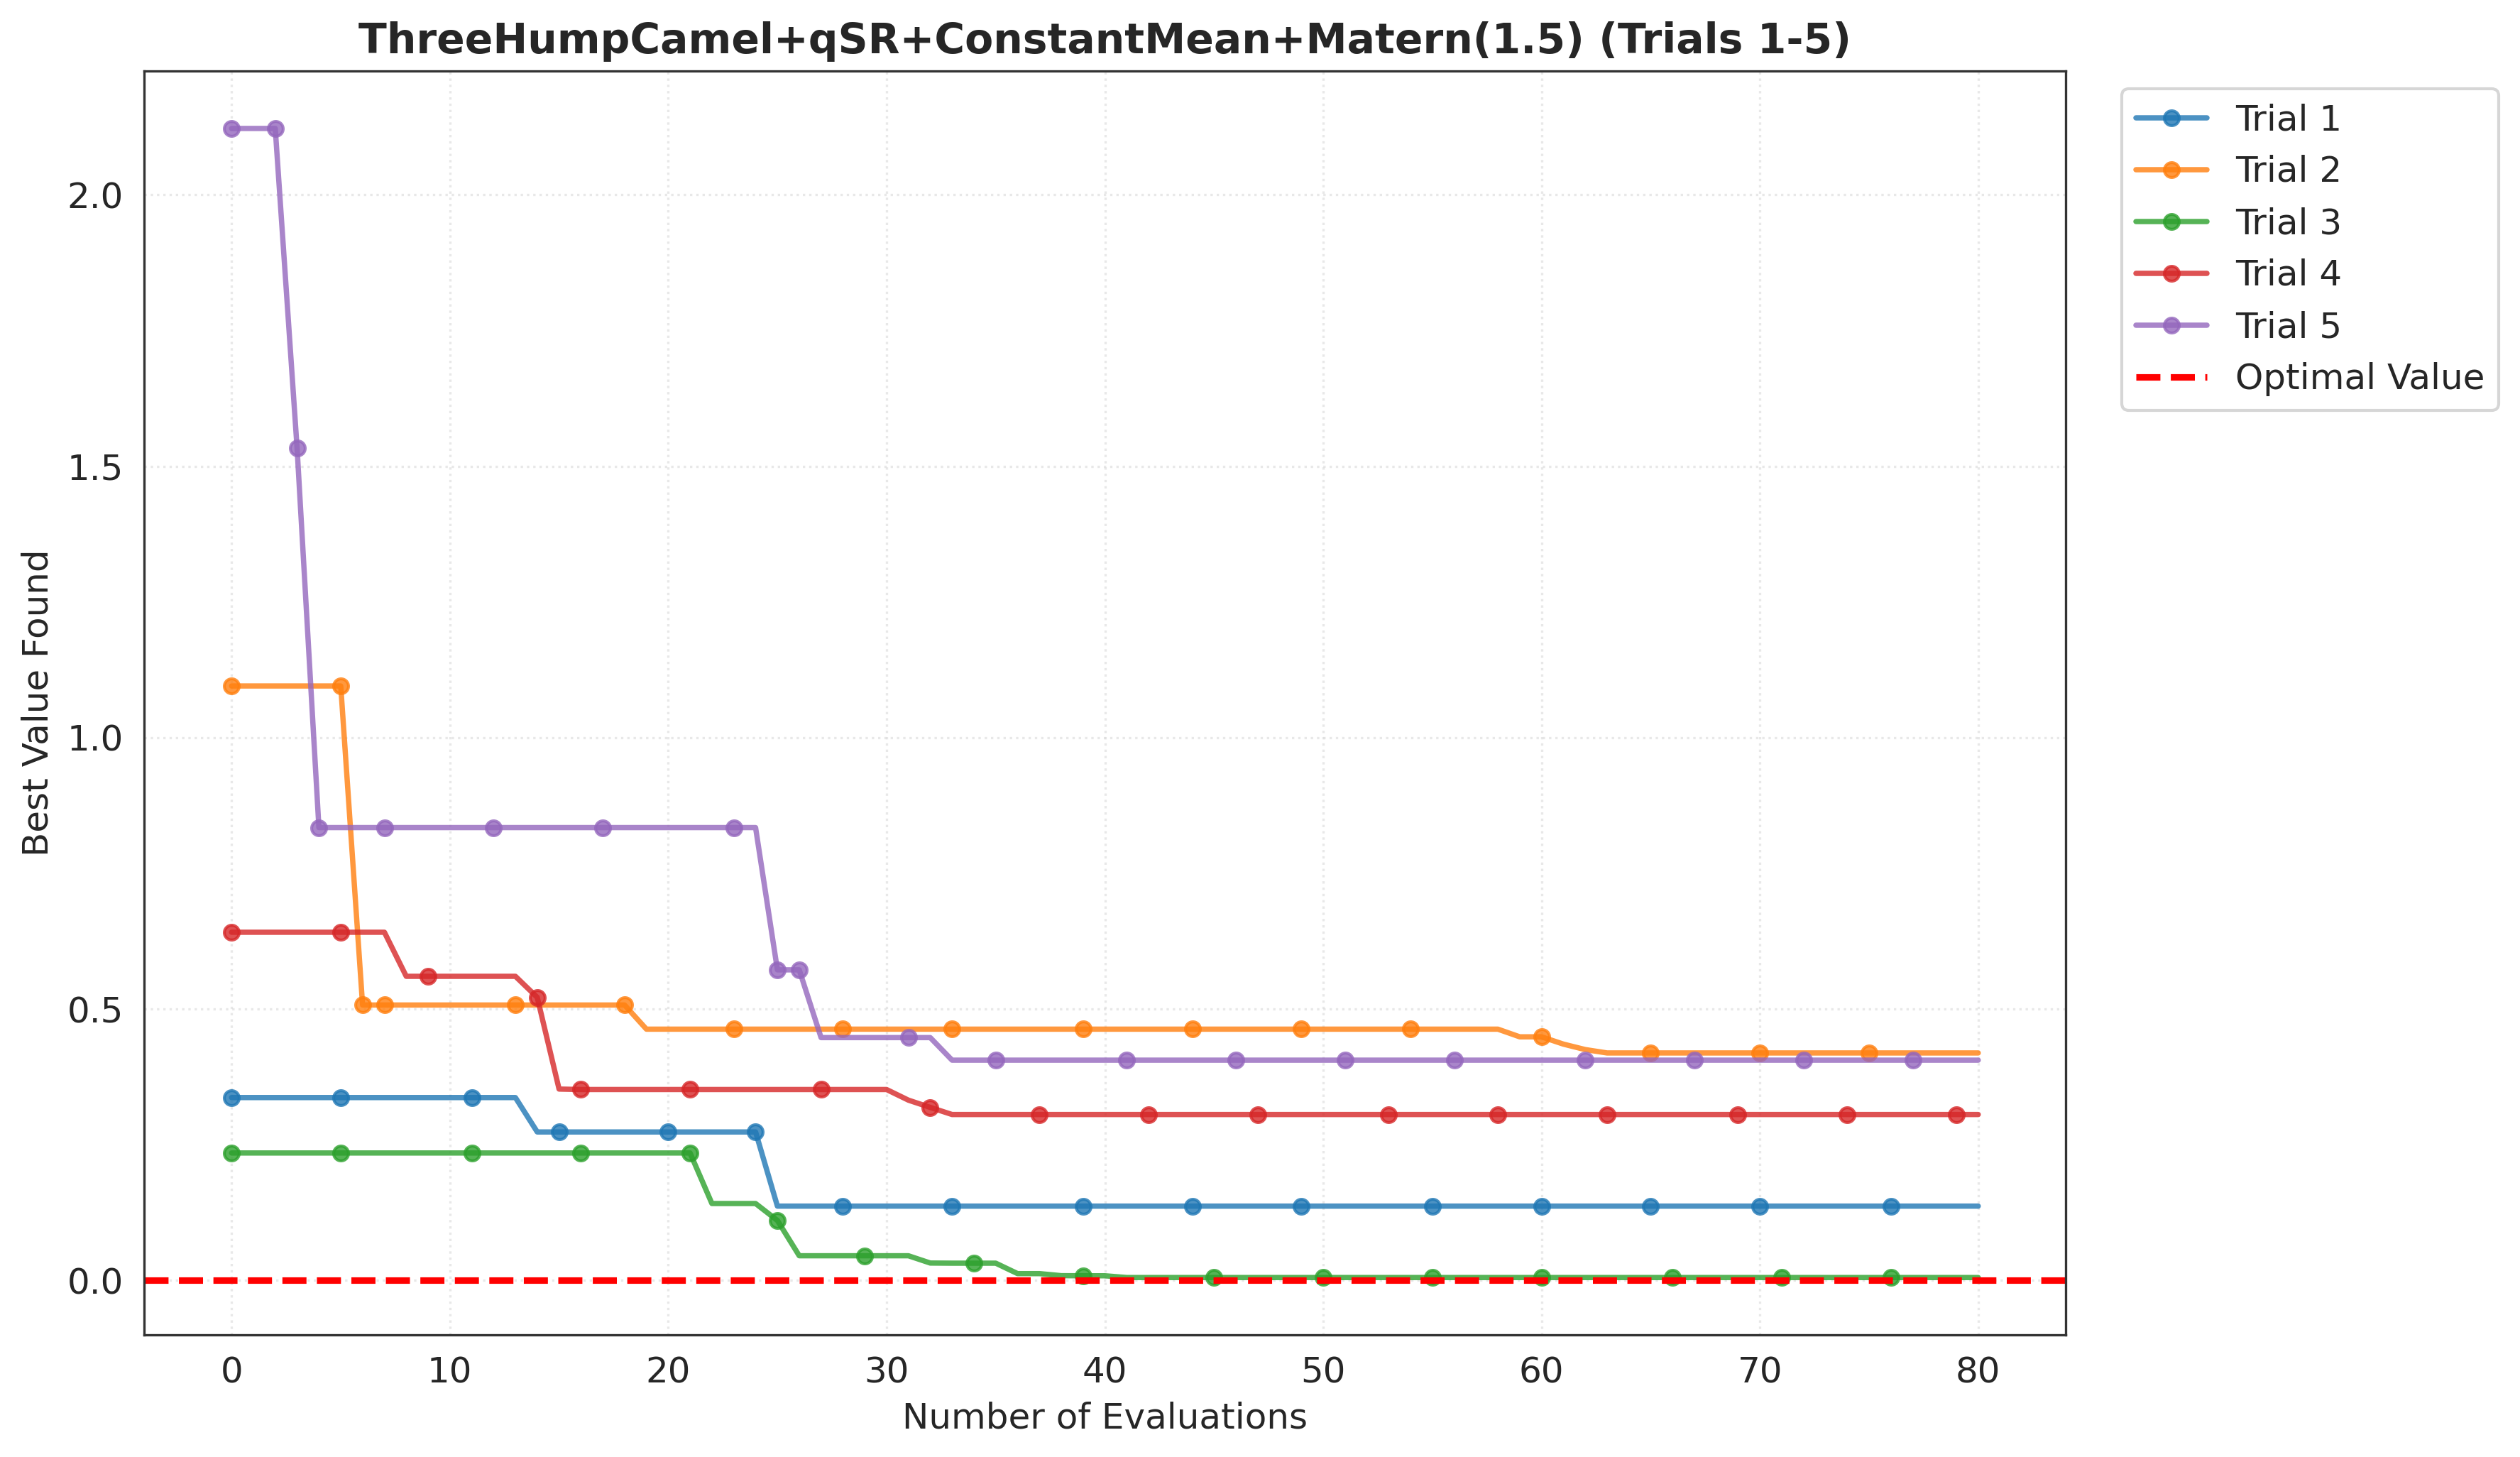 ThreeHumpCamel+qSR+ConstantMean+Matern(1.5) (Trials 1-5)
Best Value Found
2.0
1.5
1.0
0.5
0.0
0 10 20 30 40 50 60 70 80
Number of Evaluations
Trial 1
Trial 2
Trial 3
Trial 4
Trial 5
Optimal Value